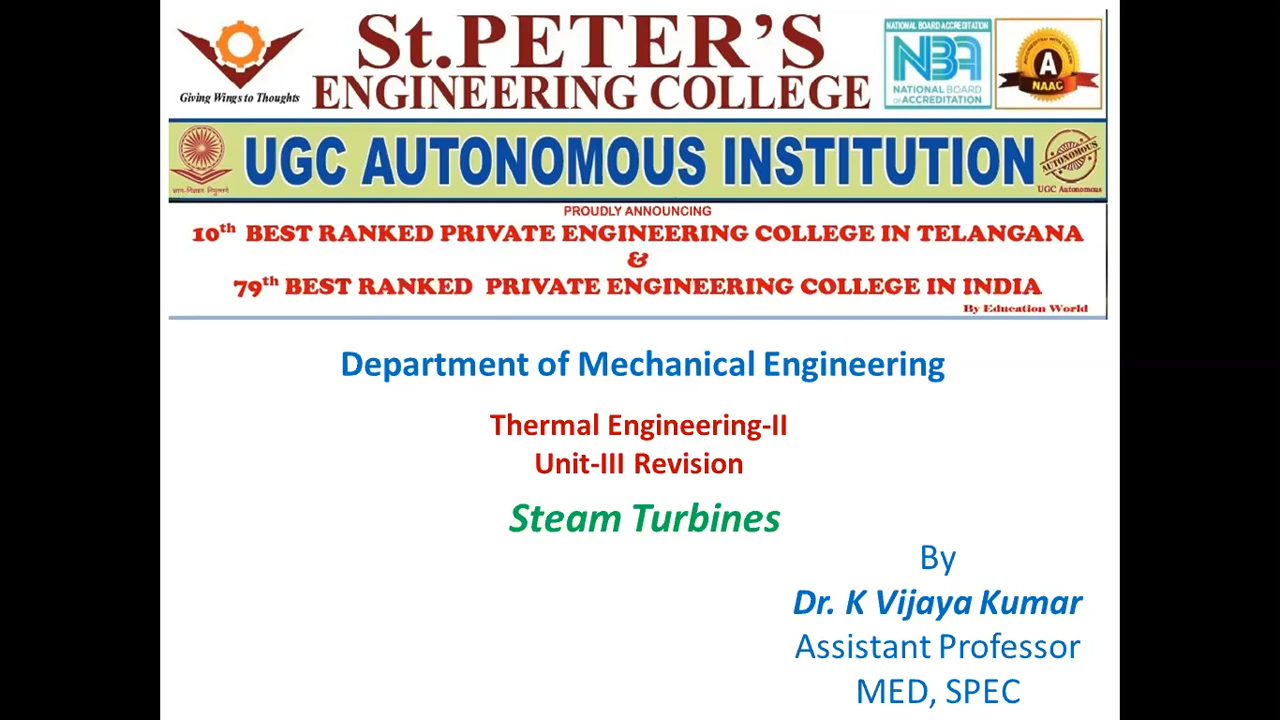 St.PETER’S
ENGINEERING COLLEGE
Giving Wings to Thoughts
NATIONAL BOARD ACCREDITATION
NBA
NATIONAL BOARD
of ACCREDITATION
A
NAAC
UGC AUTONOMOUS INSTITUTION
AUTONOMOUS
UGC Autonomous
PROUDLY ANNOUNCING
10th BEST RANKED PRIVATE ENGINEERING COLLEGE IN TELANGANA
&
79th BEST RANKED PRIVATE ENGINEERING COLLEGE IN INDIA
By Education World
Department of Mechanical Engineering
Thermal Engineering-II
Unit-III Revision
Steam Turbines
By
Dr. K Vijaya Kumar
Assistant Professor
MED, SPEC